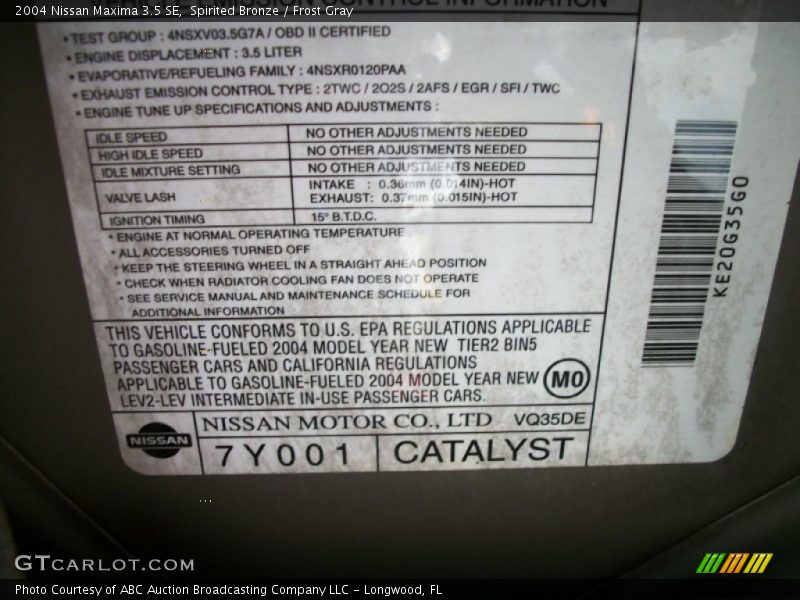 2004 Nissan Maxima 3.5 SE, Spirited Bronze / Frost Gray
CONTROL INFORMATION
• TEST GROUP : 4NSXV03.5G7A / OBD II CERTIFIED
• ENGINE DISPLACEMENT : 3.5 LITER
• EVAPORATIVE/REFUELING FAMILY : 4NSXR0120PAA
• EXHAUST EMISSION CONTROL TYPE : 2TWC / 2O2S / 2AFS / EGR / SFI / TWC
• ENGINE TUNE UP SPECIFICATIONS AND ADJUSTMENTS :
IDLE SPEED NO OTHER ADJUSTMENTS NEEDED
HIGH IDLE SPEED NO OTHER ADJUSTMENTS NEEDED
IDLE MIXTURE SETTING NO OTHER ADJUSTMENTS NEEDED
VALVE LASH INTAKE : 0.36mm (0.014IN)-HOT
EXHAUST: 0.37mm (0.015IN)-HOT
IGNITION TIMING 15° B.T.D.C.
• ENGINE AT NORMAL OPERATING TEMPERATURE
• ALL ACCESSORIES TURNED OFF
• KEEP THE STEERING WHEEL IN A STRAIGHT AHEAD POSITION
• CHECK WHEN RADIATOR COOLING FAN DOES NOT OPERATE
• SEE SERVICE MANUAL AND MAINTENANCE SCHEDULE FOR
ADDITIONAL INFORMATION
THIS VEHICLE CONFORMS TO U.S. EPA REGULATIONS APPLICABLE
TO GASOLINE-FUELED 2004 MODEL YEAR NEW TIER2 BIN5
PASSENGER CARS AND CALIFORNIA REGULATIONS
APPLICABLE TO GASOLINE-FUELED 2004 MODEL YEAR NEW
LEV2-LEV INTERMEDIATE IN-USE PASSENGER CARS.
M0
NISSAN
NISSAN MOTOR CO., LTD VQ35DE
7Y001 CATALYST
KE20G35G0
GTCARLOT.COM
Photo Courtesy of ABC Auction Broadcasting Company LLC - Longwood, FL